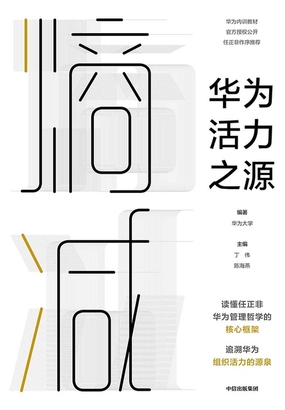 熵减
华为内训教材
官方授权公开
任正非作序推荐
华为
活力
之源
编著
华为大学
主编
丁 伟
陈海燕
读懂任正非
华为管理哲学的
核心框架
追溯华为
组织活力的源泉
中信出版集团